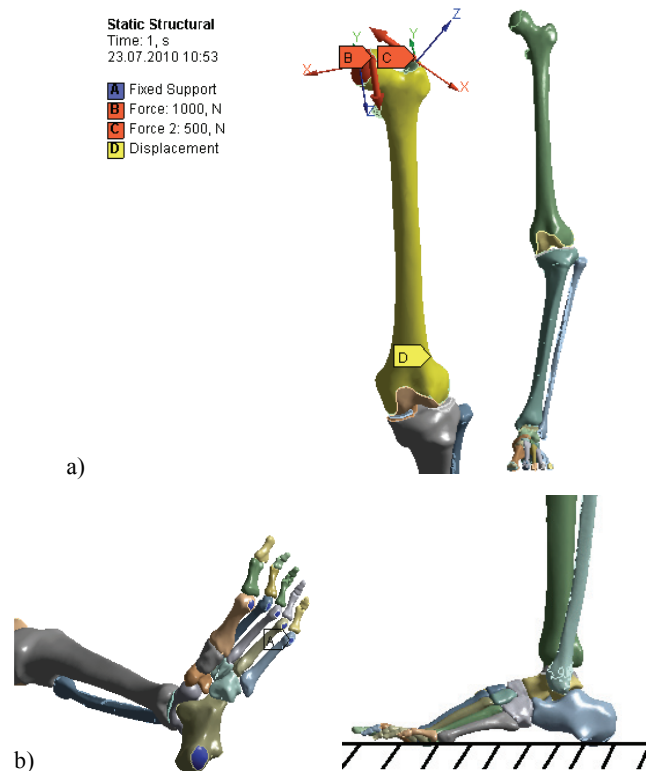 Static Structural
Time: 1, s
23.07.2010 10:53
A Fixed Support
B Force: 1000, N
C Force 2: 500, N
D Displacement
Y
Y
Z
B
C
X
X
Z
D
a)
A
b)